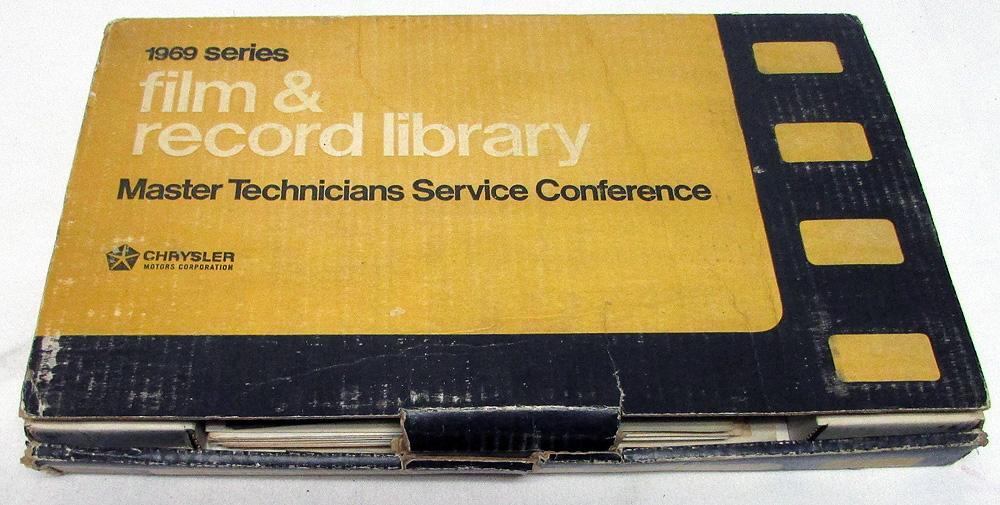 1969 series
film &
record library
Master Technicians Service Conference
CHRYSLER
MOTORS CORPORATION